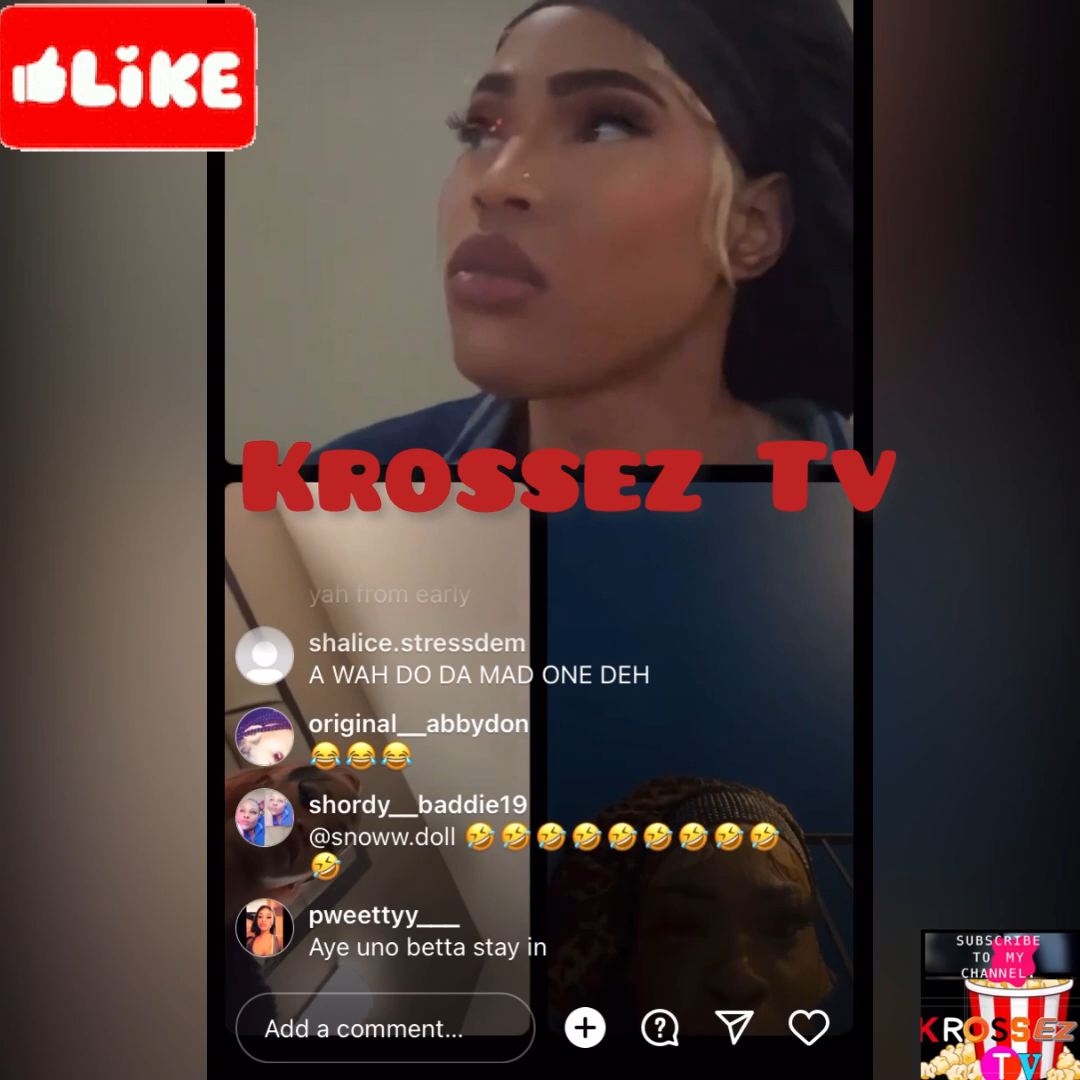 LiKE
KROSSEZ TV
yah from early
shalice.stressdem
A WAH DO DA MAD ONE DEH
original__abbydon
😂😂😂
shordy__baddie19
@snoww.doll 🤣🤣🤣🤣🤣🤣🤣🤣🤣
🤣
pweettyy___
Aye uno betta stay in
Add a comment...
SUBSCRIBE
TO MY
CHANNEL.
KROSSEZ
TV